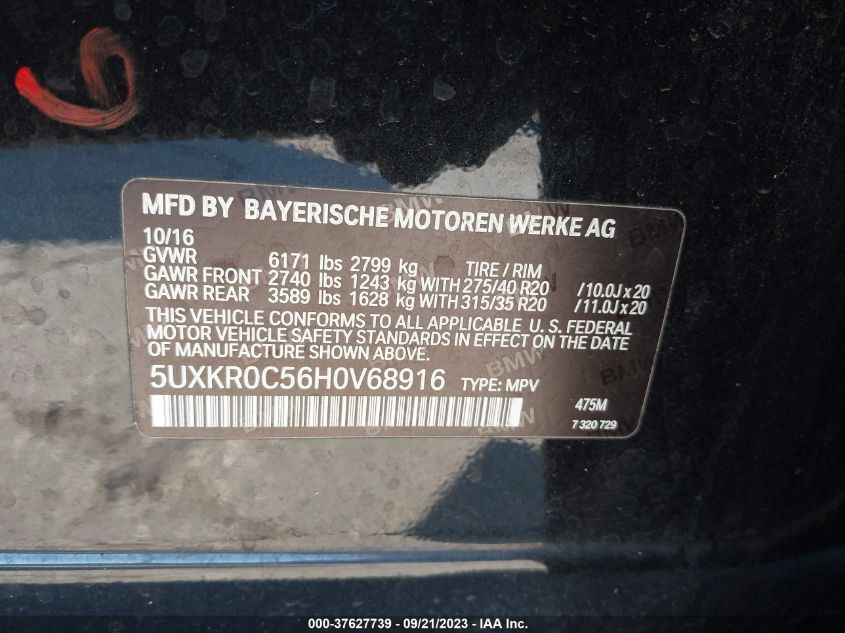 MFD BY BAYERISCHE MOTOREN WERKE AG
10/16
GVWR 6171 lbs 2799 kg TIRE / RIM
GAWR FRONT 2740 lbs 1243 kg WITH 275/40 R20 /10.0J x 20
GAWR REAR 3589 lbs 1628 kg WITH 315/35 R20 /11.0J x 20
THIS VEHICLE CONFORMS TO ALL APPLICABLE U. S. FEDERAL
MOTOR VEHICLE SAFETY STANDARDS IN EFFECT ON THE DATE
OF MANUFACTURE SHOWN ABOVE.
5UXKR0C56H0V68916 TYPE: MPV
475M
7 320 729
000-37627739 - 09/21/2023 - IAA Inc.